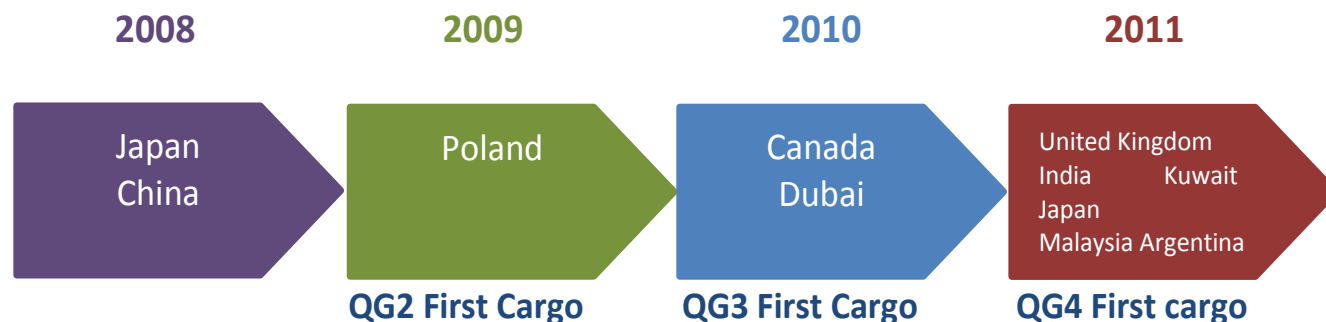 2008
2009
2010
2011
Japan
China
Poland
Canada
Dubai
United Kingdom
India Kuwait
Japan
Malaysia Argentina
QG2 First Cargo
QG3 First Cargo
QG4 First cargo